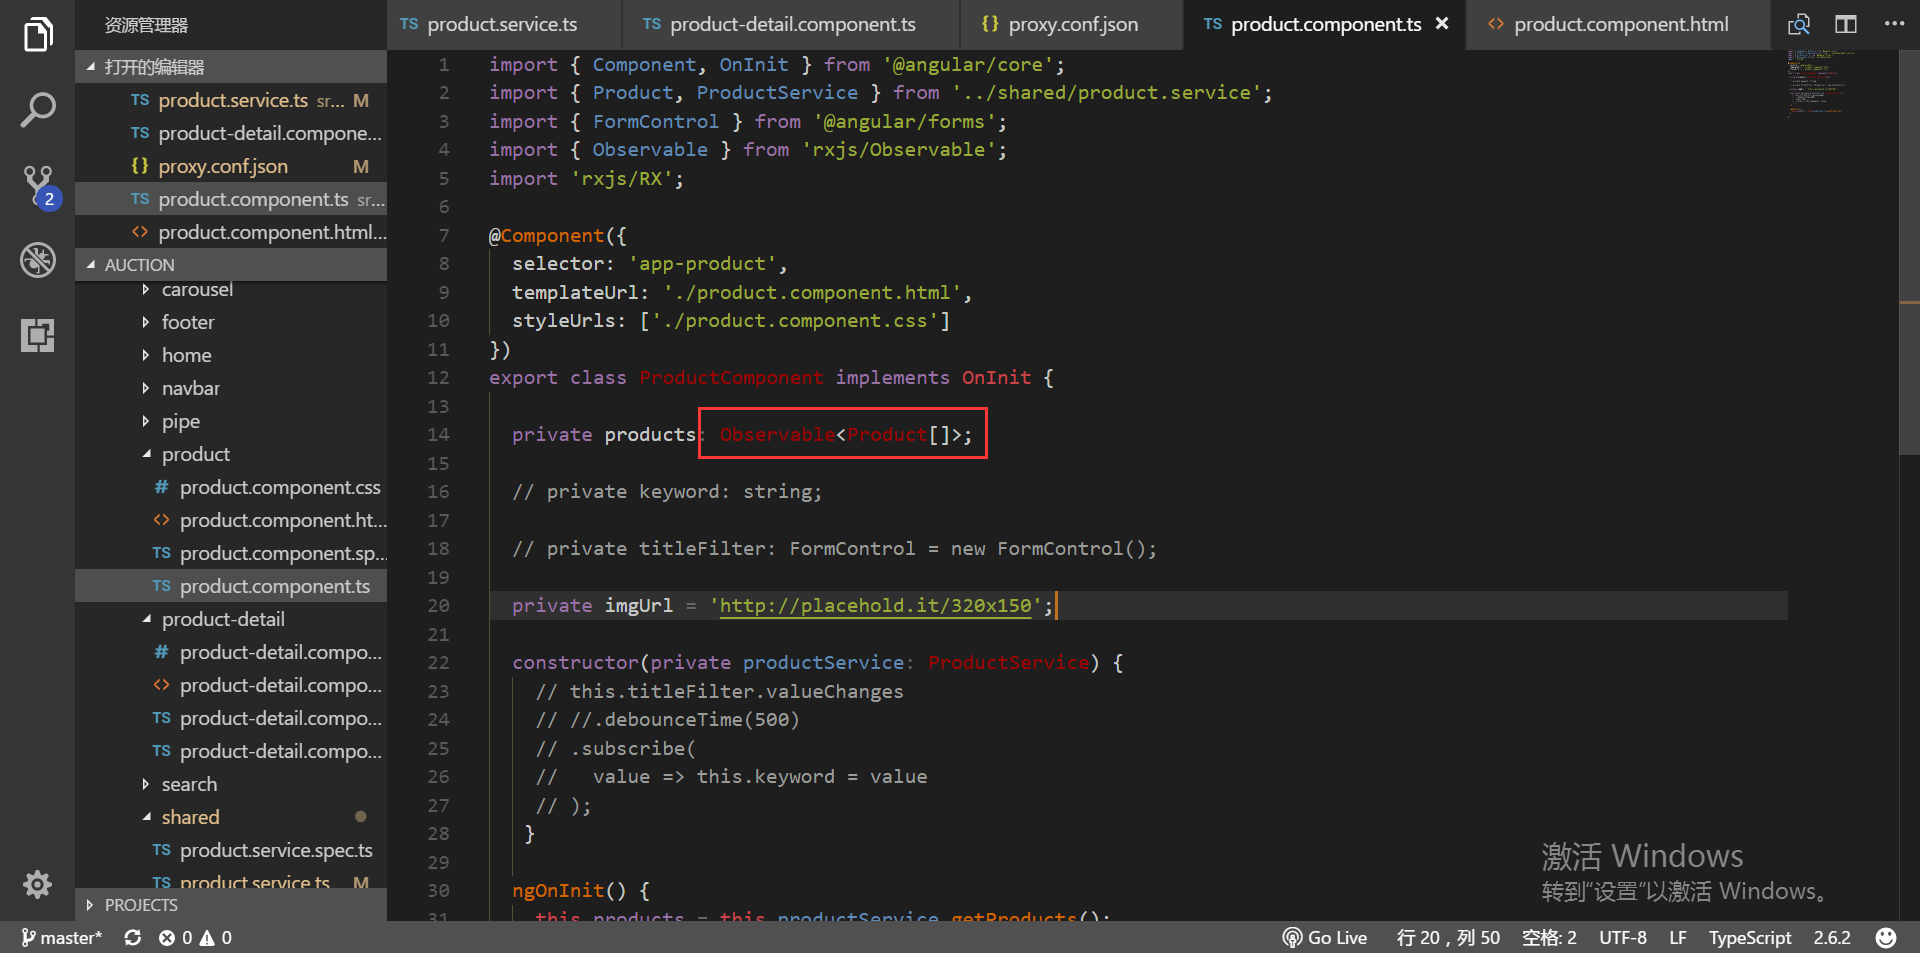 资源管理器
打开的编辑器
TS product.service.ts sr... M
TS product-detail.compone...
{} proxy.conf.json M
TS product.component.ts sr...
<> product.component.html...
AUCTION
carousel
footer
home
navbar
pipe
product
# product.component.css
<> product.component.ht...
TS product.component.sp...
TS product.component.ts
product-detail
# product-detail.compo...
<> product-detail.compo...
TS product-detail.compo...
TS product-detail.compo...
search
shared
TS product.service.spec.ts
TS product.service.ts M
PROJECTS
2
TS product.service.ts
TS product-detail.component.ts
{} proxy.conf.json
TS product.component.ts ×
<> product.component.html
...
1 import { Component, OnInit } from '@angular/core';
2 import { Product, ProductService } from '../shared/product.service';
3 import { FormControl } from '@angular/forms';
4 import { Observable } from 'rxjs/Observable';
5 import 'rxjs/RX';
6
7 @Component({
8 selector: 'app-product',
9 templateUrl: './product.component.html',
10 styleUrls: ['./product.component.css']
11 })
12 export class ProductComponent implements OnInit {
13
14 private products: Observable<Product[]>;
15
16 // private keyword: string;
17
18 // private titleFilter: FormControl = new FormControl();
19
20 private imgUrl = 'http://placehold.it/320x150';
21
22 constructor(private productService: ProductService) {
23 // this.titleFilter.valueChanges
24 // //.debounceTime(500)
25 // .subscribe(
26 //   value => this.keyword = value
27 // );
28 }
29
30 ngOnInit() {
31 this.products = this.productService.getProducts();
激活 Windows
转到"设置"以激活 Windows。
master* 0 0 Go Live 行 20，列 50 空格: 2 UTF-8 LF TypeScript 2.6.2